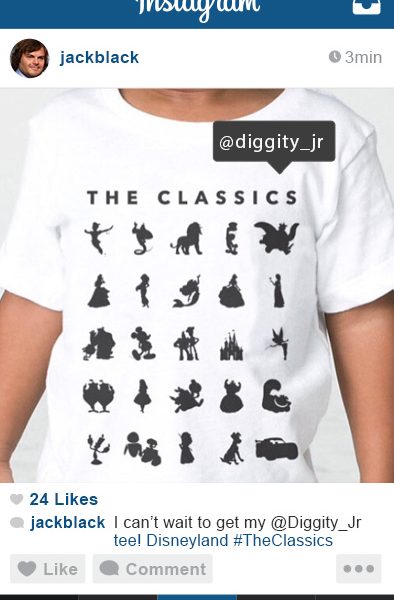 Instagram
jackblack
3min
@diggity_jr
THE CLASSICS
24 Likes
jackblack I can't wait to get my @Diggity_Jr
tee! Disneyland #TheClassics
Like
Comment